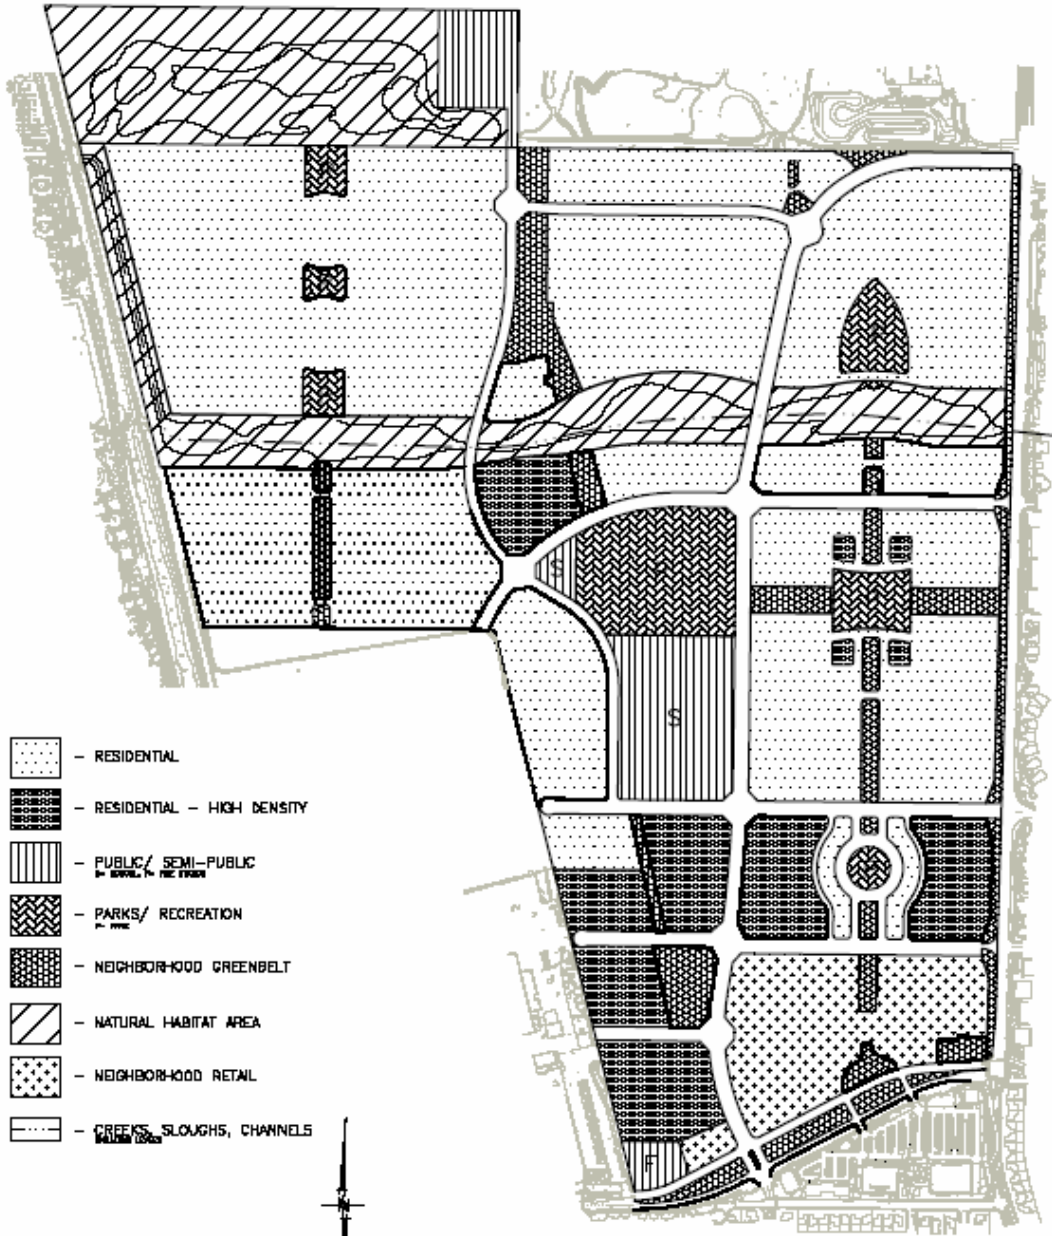 S
S
- RESIDENTIAL
- RESIDENTIAL - HIGH DENSITY
- PUBLIC/ SEMI-PUBLIC
- PARKS/ RECREATION
- NEIGHBORHOOD GREENBELT
- NATURAL HABITAT AREA
- NEIGHBORHOOD RETAIL
- CREEKS, SLOUGHS, CHANNELS
F
N